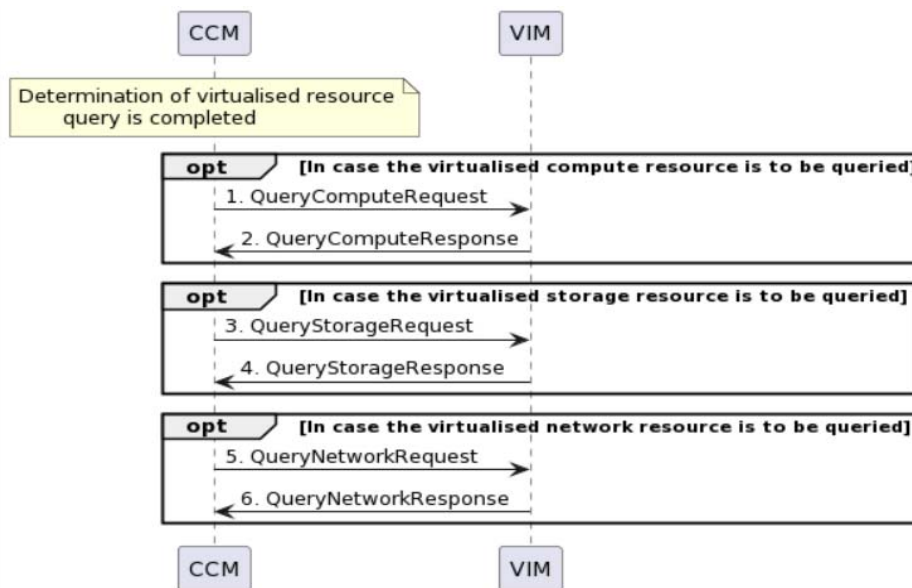 CCM VIM
Determination of virtualised resource
query is completed
opt [In case the virtualised compute resource is to be queried]
1. QueryComputeRequest
2. QueryComputeResponse
opt [In case the virtualised storage resource is to be queried]
3. QueryStorageRequest
4. QueryStorageResponse
opt [In case the virtualised network resource is to be queried]
5. QueryNetworkRequest
6. QueryNetworkResponse
CCM VIM